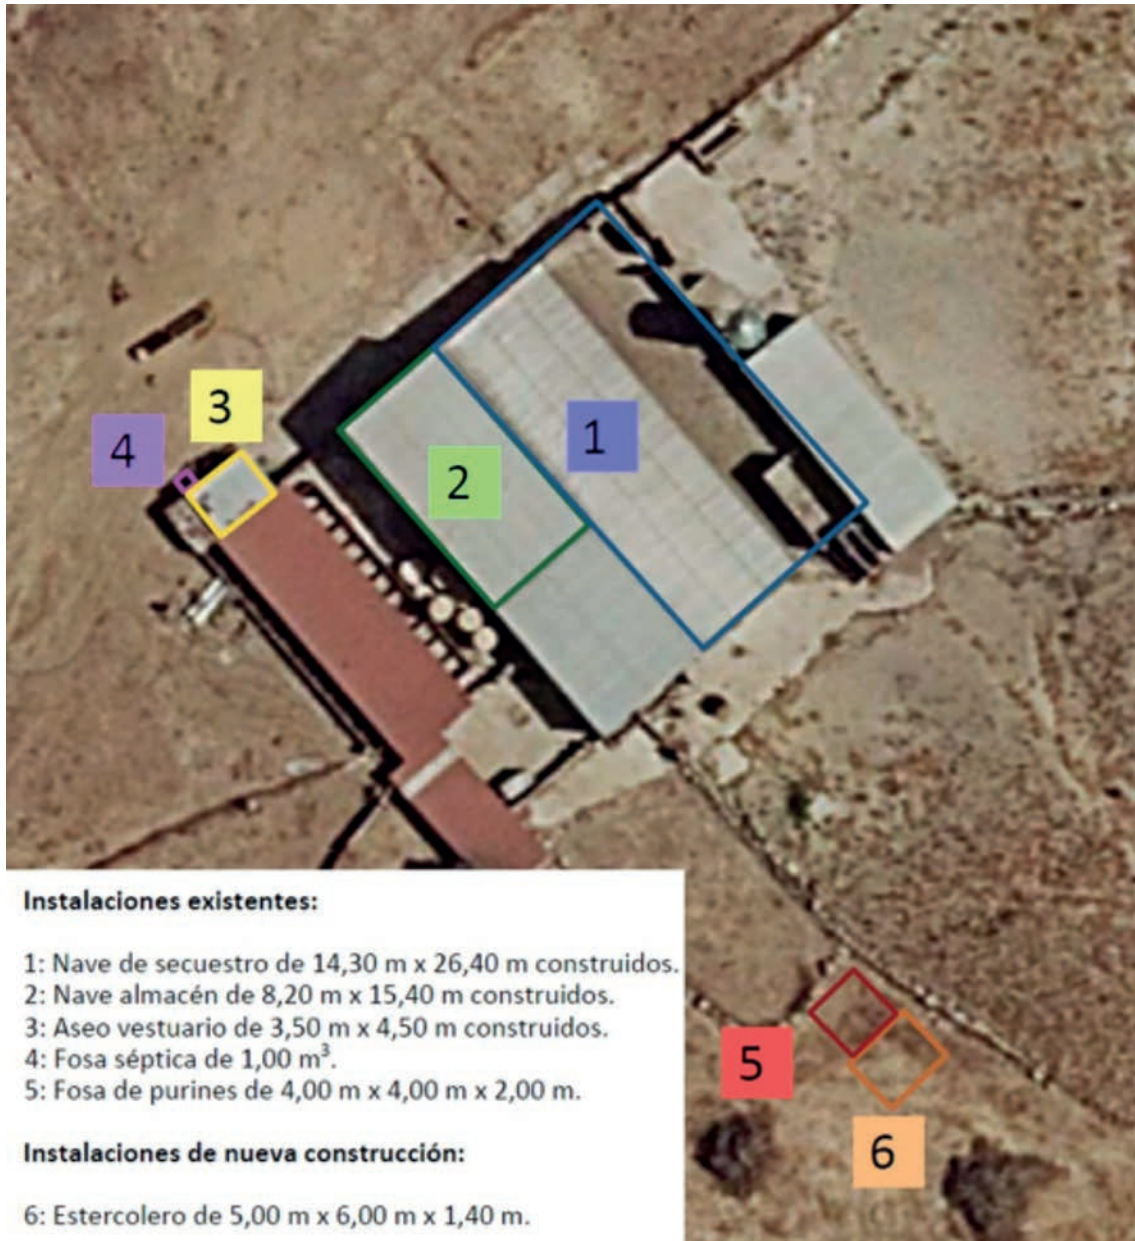 3
4
1
2
Instalaciones existentes:
1: Nave de secuestro de 14,30 m x 26,40 m construidos.
2: Nave almacén de 8,20 m x 15,40 m construidos.
3: Aseo vestuario de 3,50 m x 4,50 m construidos.
4: Fosa séptica de 1,00 m³.
5: Fosa de purines de 4,00 m x 4,00 m x 2,00 m.
Instalaciones de nueva construcción:
6: Estercolero de 5,00 m x 6,00 m x 1,40 m.
5
6